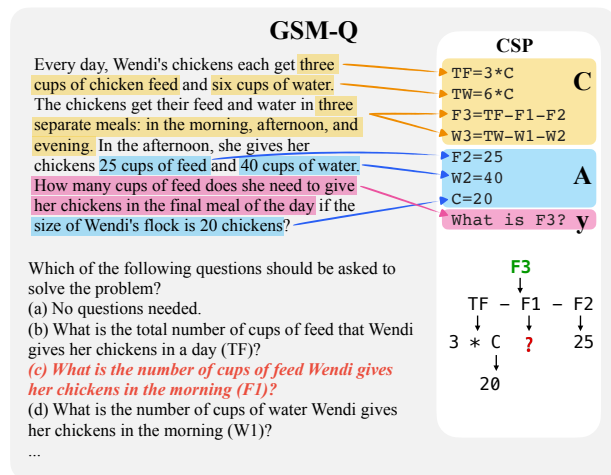 GSM-Q
Every day, Wendi's chickens each get three
cups of chicken feed and six cups of water.
The chickens get their feed and water in three
separate meals: in the morning, afternoon, and
evening. In the afternoon, she gives her
chickens 25 cups of feed and 40 cups of water.
How many cups of feed does she need to give
her chickens in the final meal of the day if the
size of Wendi's flock is 20 chickens?
Which of the following questions should be asked to
solve the problem?
(a) No questions needed.
(b) What is the total number of cups of feed that Wendi
gives her chickens in a day (TF)?
(c) What is the number of cups of feed Wendi gives
her chickens in the morning (F1)?
(d) What is the number of cups of water Wendi gives
her chickens in the morning (W1)?
...
CSP
TF=3*C
TW=6*C
F3=TF-F1-F2
W3=TW-W1-W2
C
F2=25
W2=40
C=20
A
What is F3? y
F3
TF - F1 - F2
3 * C ? 25
20